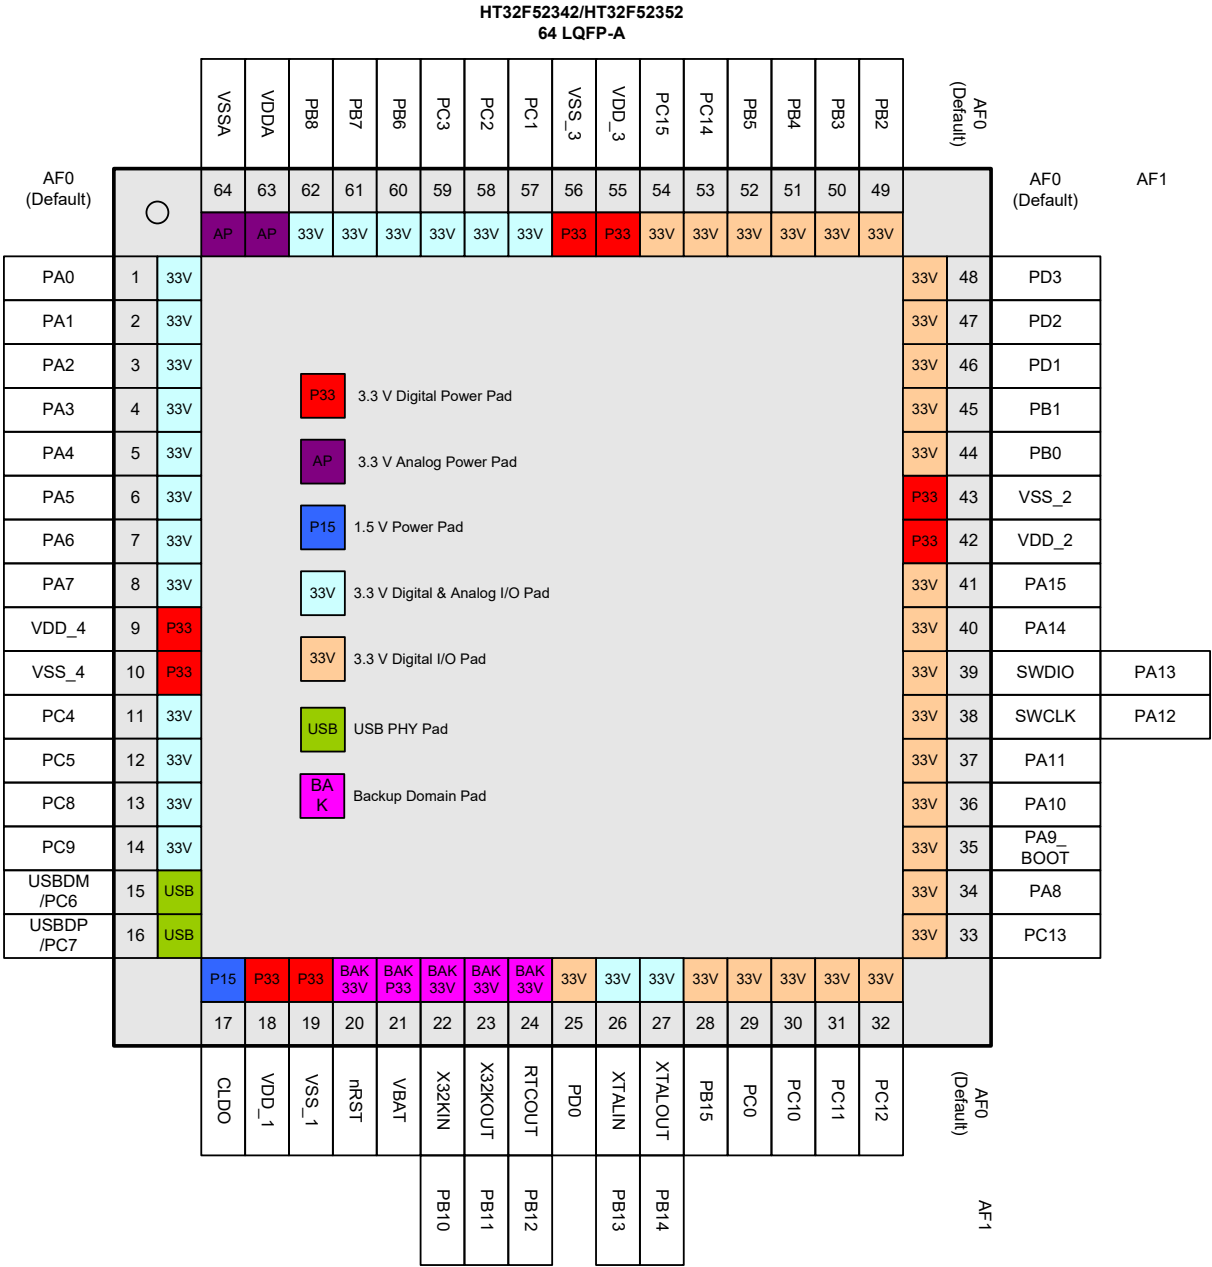 HT32F52342/HT32F52352
64 LQFP-A
VSSA
VDDA
PB8
PB7
PB6
PC3
PC2
PC1
VSS_3
VDD_3
PC15
PC14
PB5
PB4
PB3
PB2
AF0
(Default)
AF0
(Default)
64
63
62
61
60
59
58
57
56
55
54
53
52
51
50
49
AF0
(Default)
AF1
AP
AP
33V
33V
33V
33V
33V
33V
P33
P33
33V
33V
33V
33V
33V
33V
PA0 1 33V
33V 48 PD3
PA1 2 33V
33V 47 PD2
PA2 3 33V
33V 46 PD1
PA3 4 33V
33V 45 PB1
PA4 5 33V
33V 44 PB0
PA5 6 33V
P33 43 VSS_2
PA6 7 33V
P33 42 VDD_2
PA7 8 33V
33V 41 PA15
VDD_4 9 P33
33V 40 PA14
VSS_4 10 P33
33V 39 SWDIO PA13
PC4 11 33V
33V 38 SWCLK PA12
PC5 12 33V
33V 37 PA11
PC8 13 33V
33V 36 PA10
PC9 14 33V
33V 35 PA9_
BOOT
USBDM
/PC6
15 USB
33V 34 PA8
USBDP
/PC7
16 USB
33V 33 PC13
P33 3.3 V Digital Power Pad
AP 3.3 V Analog Power Pad
P15 1.5 V Power Pad
33V 3.3 V Digital & Analog I/O Pad
33V 3.3 V Digital I/O Pad
USB USB PHY Pad
BA
K
Backup Domain Pad
P15
P33
P33
BAK
33V
BAK
P33
BAK
33V
BAK
33V
BAK
33V
33V
33V
33V
33V
33V
33V
33V
33V
17
18
19
20
21
22
23
24
25
26
27
28
29
30
31
32
CLDO
VDD_1
VSS_1
nRST
VBAT
X32KIN
X32KOUT
RTCOUT
PD0
XTALIN
XTALOUT
PB15
PC0
PC10
PC11
PC12
AF0
(Default)
PB10
PB11
PB12
PB13
PB14
AF1